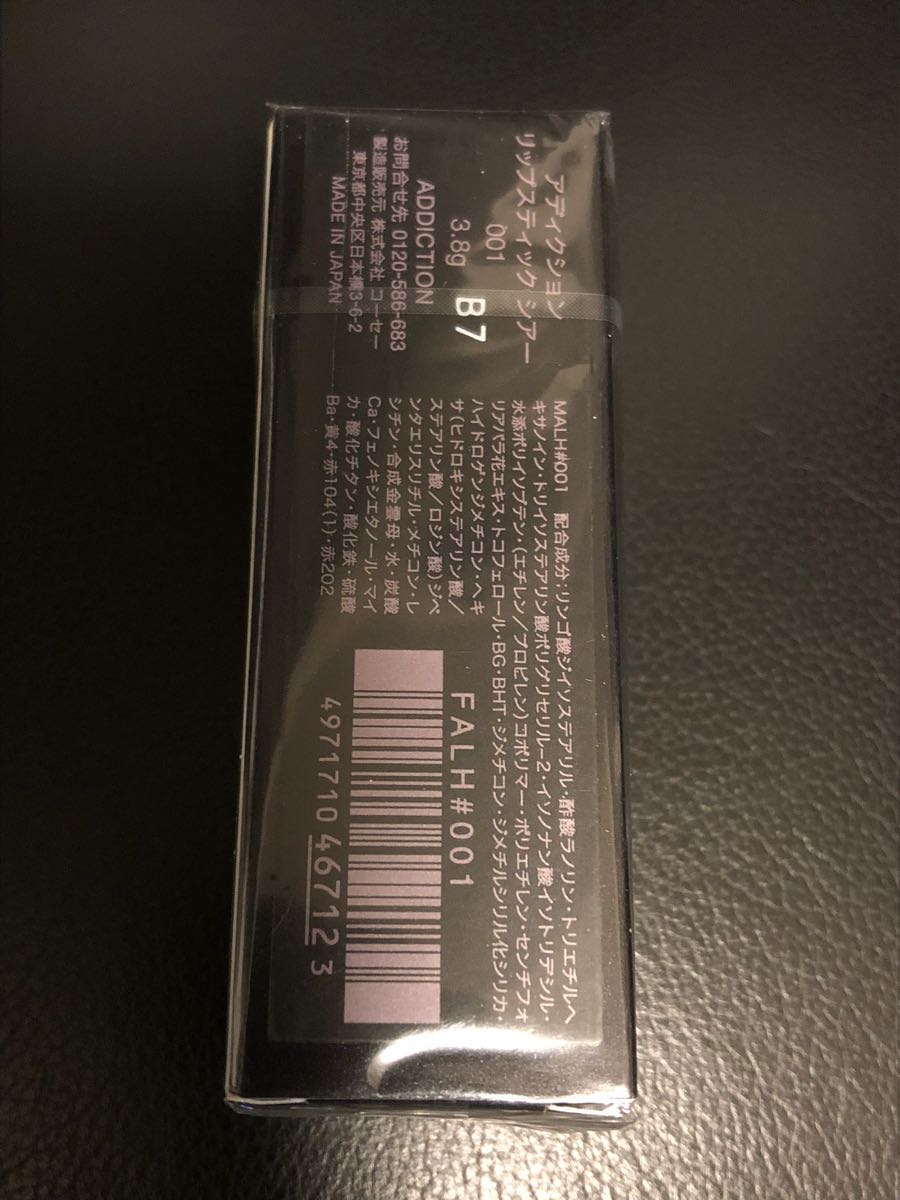 アディクション
リップスティック シアー
001
3.8g
B7
ADDICTION
お問合せ先 0120-586-683
製造販売元 株式会社 コーセー
東京都中央区日本橋3-6-2
MADE IN JAPAN
MALH#001 配合成分:リンゴ酸ジイソステアリル・酢酸ラノリン・トリエチルヘ
キサノイン・トリイソステアリン酸ポリグリセリル-2・イソノナン酸イソトリデシル・
水添ポリイソブテン・(エチレン/プロピレン)コポリマー・ポリエチレン・センチフォ
リアバラ花エキス・トコフェロール・BG・BHT・ジメチコン・ジメチルシリル化シリカ・
ハイドロゲンジメチコン・ヘキ
サ(ヒドロキシステアリン酸/
ステアリン酸/ロジン酸)ジペ
ンタエリスリチル・メチコン・レ
シチン・合成金雲母・水・炭酸
Ca・フェノキシエタノール・マイ
カ・酸化チタン・酸化鉄・硫酸
Ba・黄4・赤104(1)・赤202
FALH#001
4971710 467123